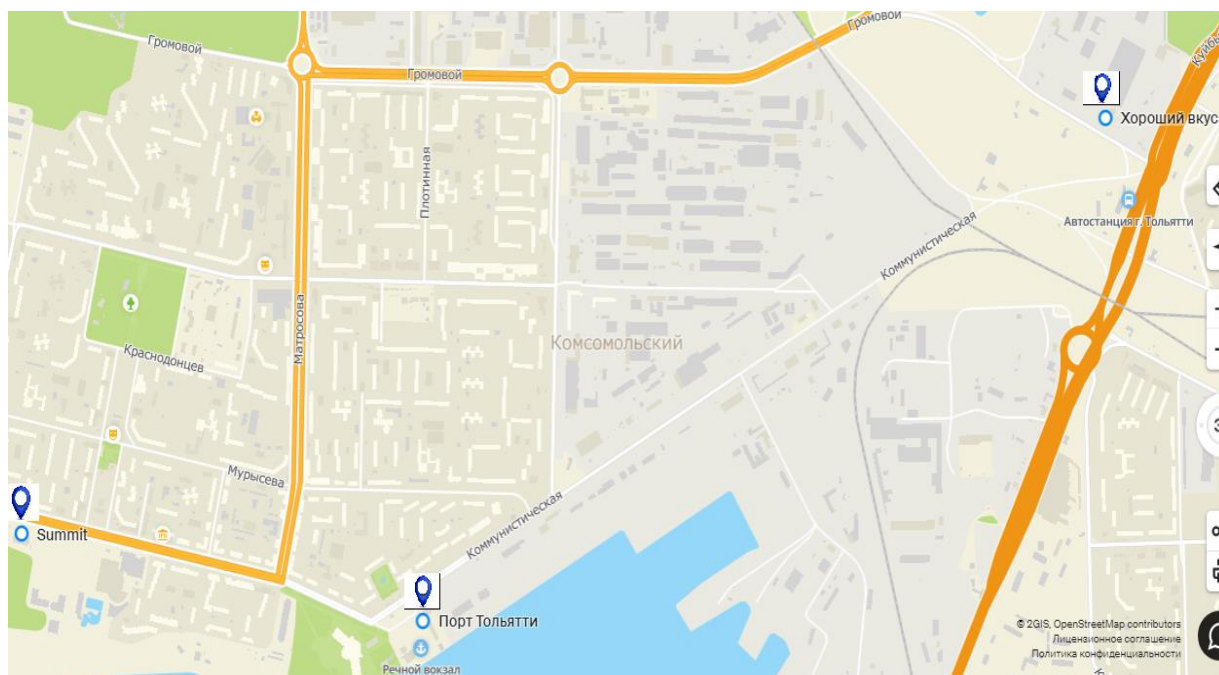 Громовой
Громовой
Громовой
Куйбы
Хороший вкус
Плотинная
Автостанция г. Тольятти
Коммунистическая
Матросова
Комсомольский
Краснодонцев
Мурысева
Summit
Коммунистическая
Порт Тольятти
Речной вокзал
© 2GIS, OpenStreetMap contributors
Лицензионное соглашение
Политика конфиденциальности